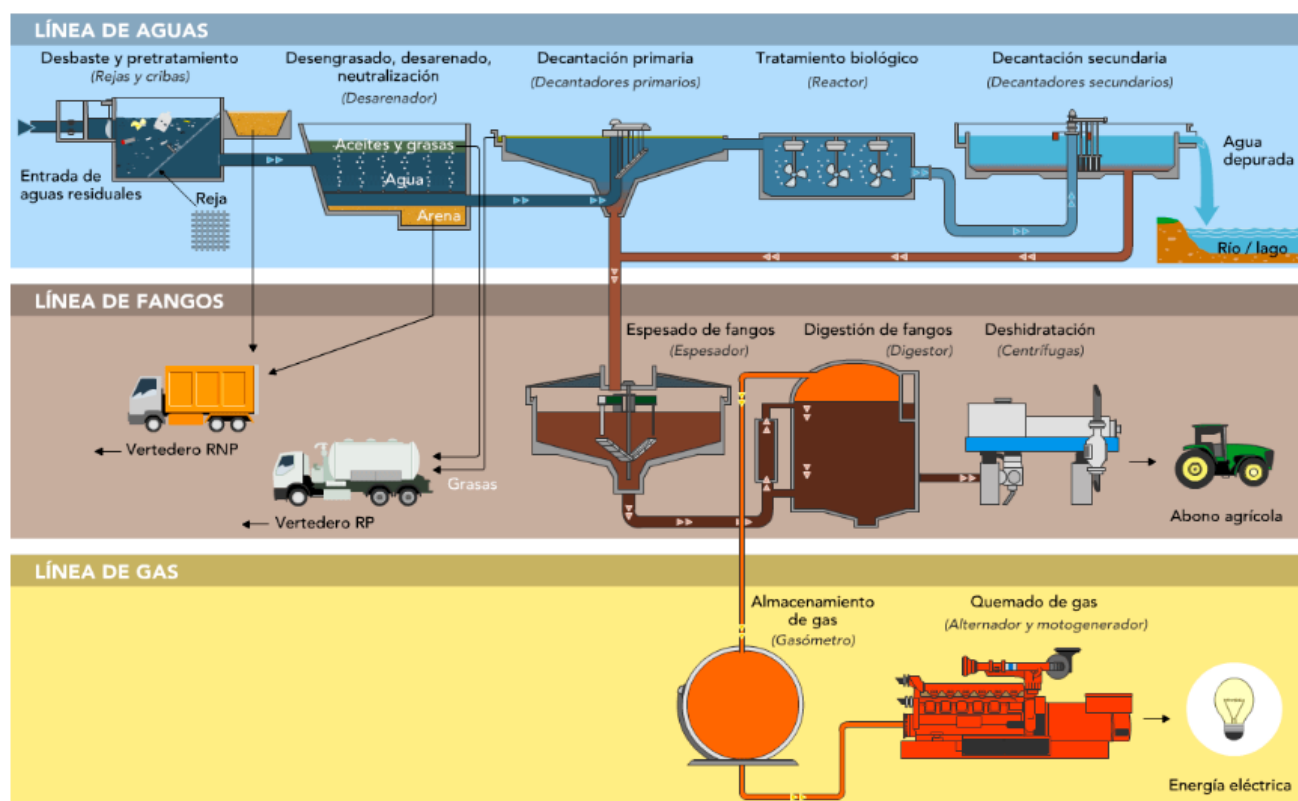 LÍNEA DE AGUAS
Desbaste y pretratamiento
(Rejas y cribas)
Desengrasado, desarenado,
neutralización
(Desarenador)
Decantación primaria
(Decantadores primarios)
Tratamiento biológico
(Reactor)
Decantación secundaria
(Decantadores secundarios)
Entrada de
aguas residuales
Reja
Aceites y grasas
Agua
Arena
Agua
depurada
Río / lago
LÍNEA DE FANGOS
Espesado de fangos
(Espesador)
Digestión de fangos
(Digestor)
Deshidratación
(Centrífugas)
Vertedero RNP
Grasas
Vertedero RP
Abono agrícola
LÍNEA DE GAS
Almacenamiento
de gas
(Gasómetro)
Quemado de gas
(Alternador y motogenerador)
Energía eléctrica